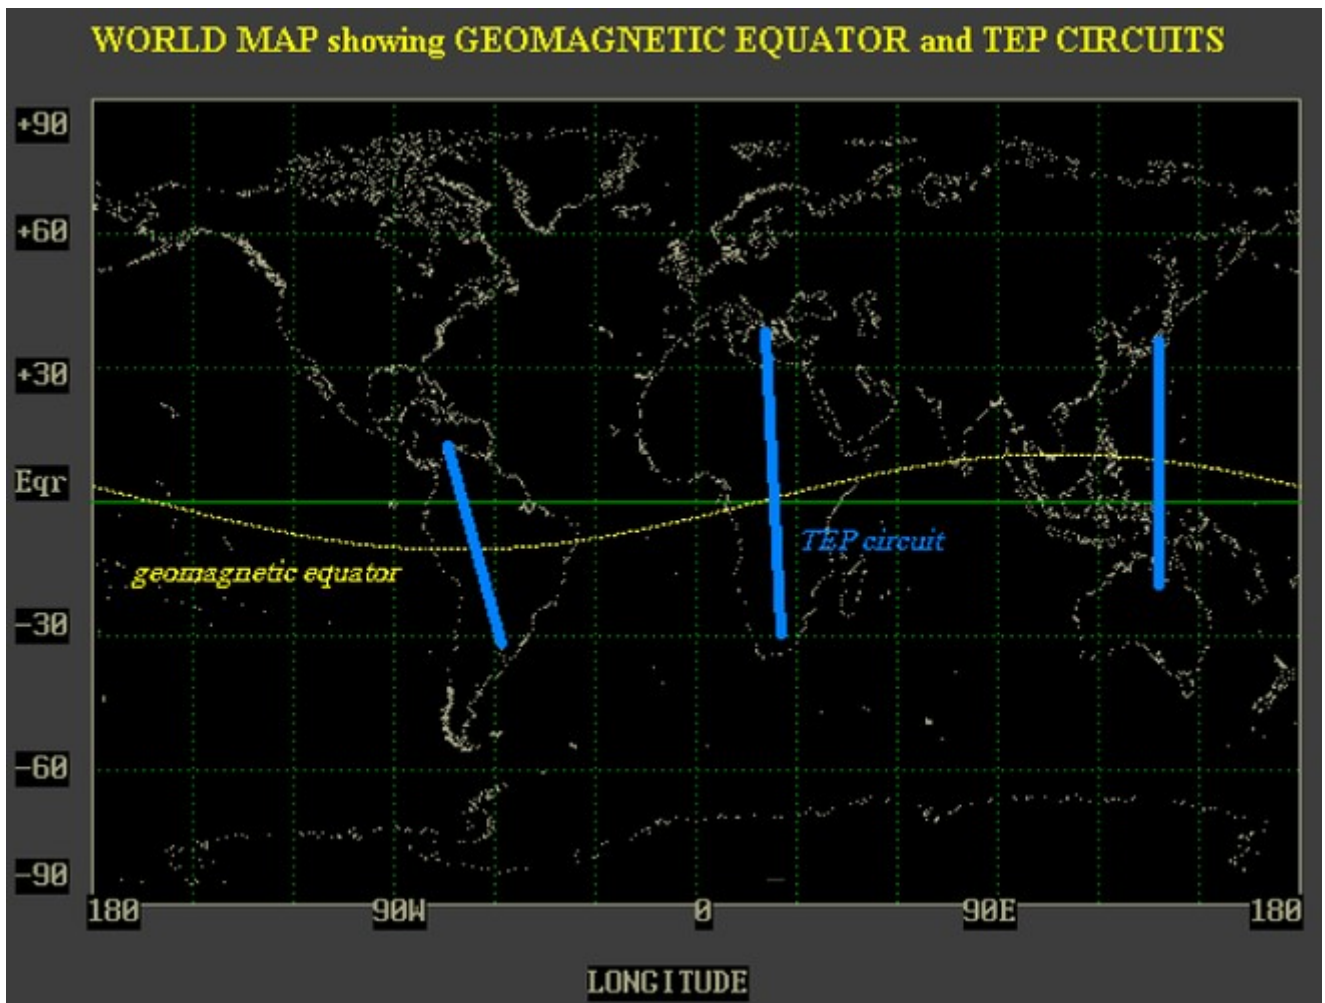 WORLD MAP showing GEOMAGNETIC EQUATOR and TEP CIRCUITS
+90
+60
+30
Eqr
TEP circuit
geomagnetic equator
-30
-60
-90
180 90W 0 90E 180
LONGITUDE